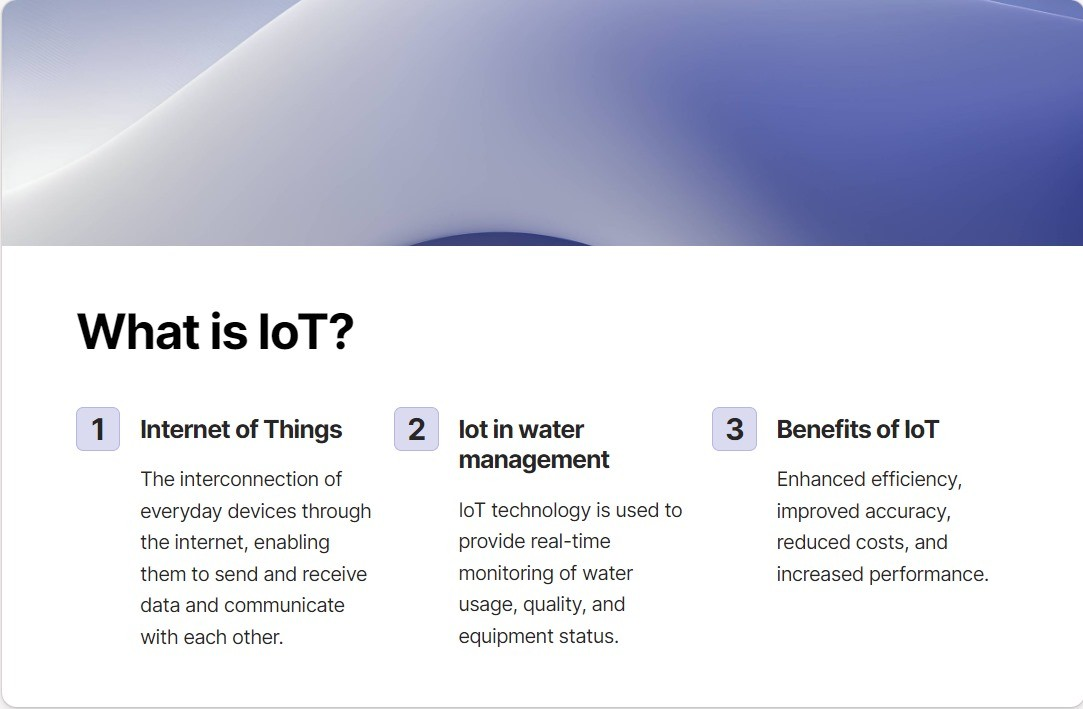 What is IoT?
1
Internet of Things
The interconnection of
everyday devices through
the internet, enabling
them to send and receive
data and communicate
with each other.
2
Iot in water
management
IoT technology is used to
provide real-time
monitoring of water
usage, quality, and
equipment status.
3
Benefits of IoT
Enhanced efficiency,
improved accuracy,
reduced costs, and
increased performance.